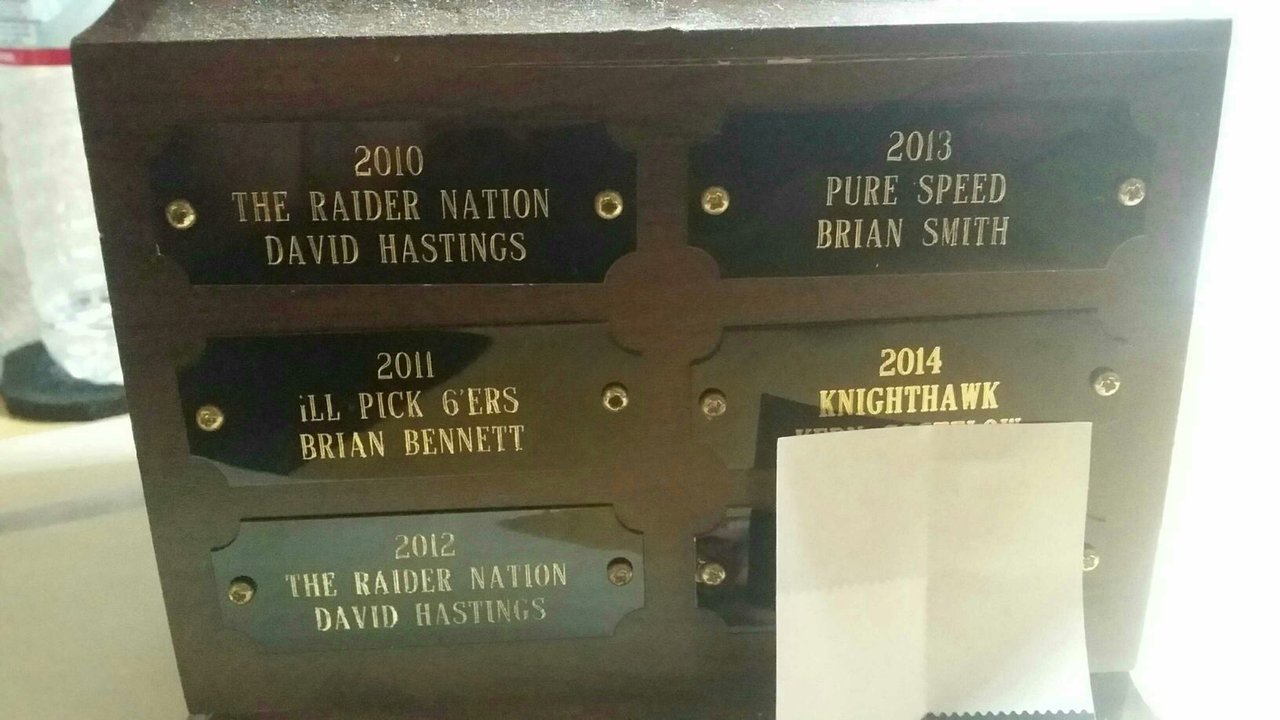 2010
THE RAIDER NATION
DAVID HASTINGS
2011
iLL PICK 6'ERS
BRIAN BENNETT
2012
THE RAIDER NATION
DAVID HASTINGS
2013
PURE SPEED
BRIAN SMITH
2014
KNIGHTHAWK